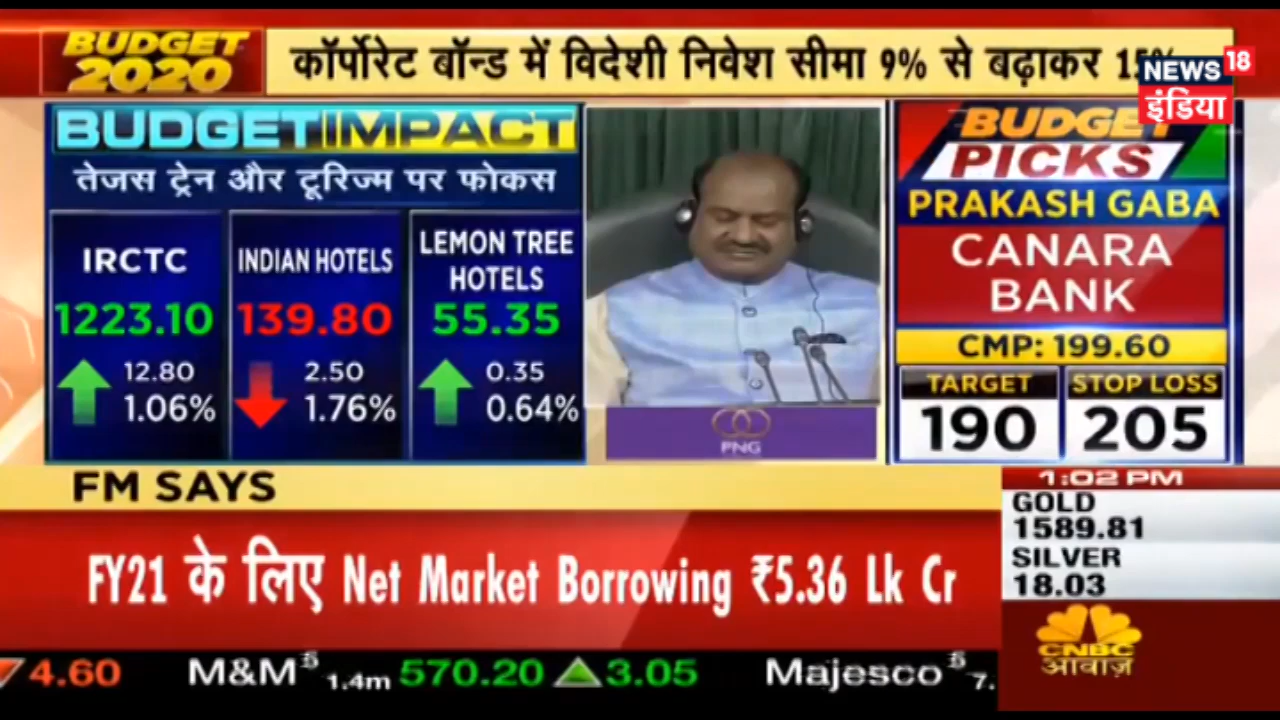 BUDGET
2020
कॉर्पोरेट बॉन्ड में विदेशी निवेश सीमा 9% से बढ़ाकर
NEWS 18
इंडिया
BUDGET IMPACT
तेजस ट्रेन और टूरिज्म पर फोकस
IRCTC
1223.10
12.80
1.06%
INDIAN HOTELS
139.80
2.50
1.76%
LEMON TREE
HOTELS
55.35
0.35
0.64%
PNG
BUDGET
PICKS
PRAKASH GABA
CANARA
BANK
CMP: 199.60
TARGET
190
STOP LOSS
205
FM SAYS
FY21 के लिए Net Market Borrowing ₹5.36 Lk Cr
1:02 PM
GOLD
1589.81
SILVER
18.03
CNBC
आवाज़
4.60 M&M 1.4m 570.20 3.05 Majesco 7.